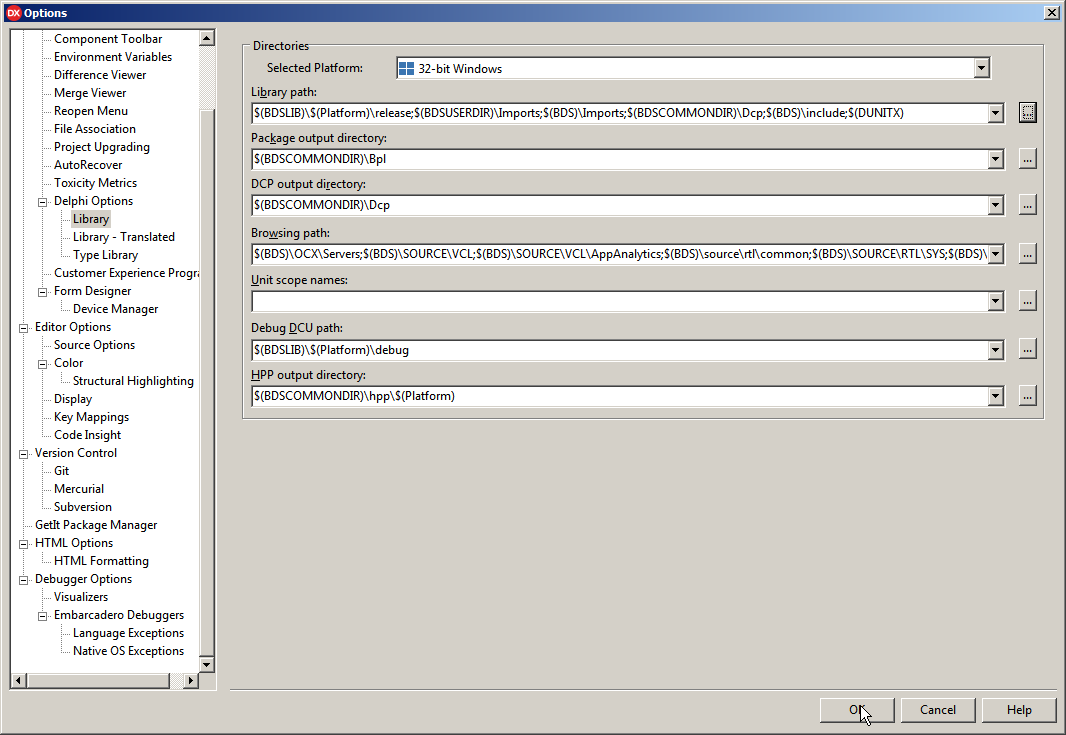 DX Options
Component Toolbar
Environment Variables
Difference Viewer
Merge Viewer
Reopen Menu
File Association
Project Upgrading
AutoRecover
Toxicity Metrics
Delphi Options
Library
Library - Translated
Type Library
Customer Experience Progra
Form Designer
Device Manager
Editor Options
Source Options
Color
Structural Highlighting
Display
Key Mappings
Code Insight
Version Control
Git
Mercurial
Subversion
GetIt Package Manager
HTML Options
HTML Formatting
Debugger Options
Visualizers
Embarcadero Debuggers
Language Exceptions
Native OS Exceptions
Directories
Selected Platform: 32-bit Windows
Library path:
$(BDSLIB)\$(Platform)\release;$(BDSUSERDIR)\Imports;$(BDS)\Imports;$(BDSCOMMONDIR)\Dcp;$(BDS)\include;$(DUNITX) ...
Package output directory:
$(BDSCOMMONDIR)\Bpl ...
DCP output directory:
$(BDSCOMMONDIR)\Dcp ...
Browsing path:
$(BDS)\OCX\Servers;$(BDS)\SOURCE\VCL;$(BDS)\SOURCE\VCL\AppAnalytics;$(BDS)\source\rtl\common;$(BDS)\SOURCE\RTL\SYS;$(BDS)\ ...
Unit scope names:
...
Debug DCU path:
$(BDSLIB)\$(Platform)\debug ...
HPP output directory:
$(BDSCOMMONDIR)\hpp\$(Platform) ...
OK Cancel Help